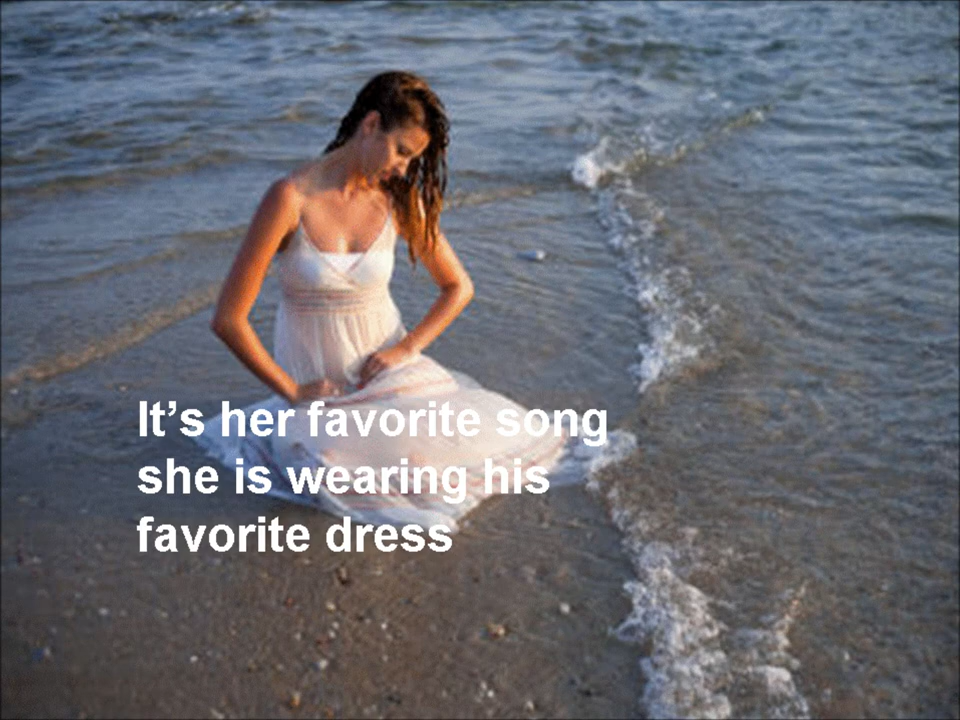 It’s her favorite song
she is wearing his
favorite dress